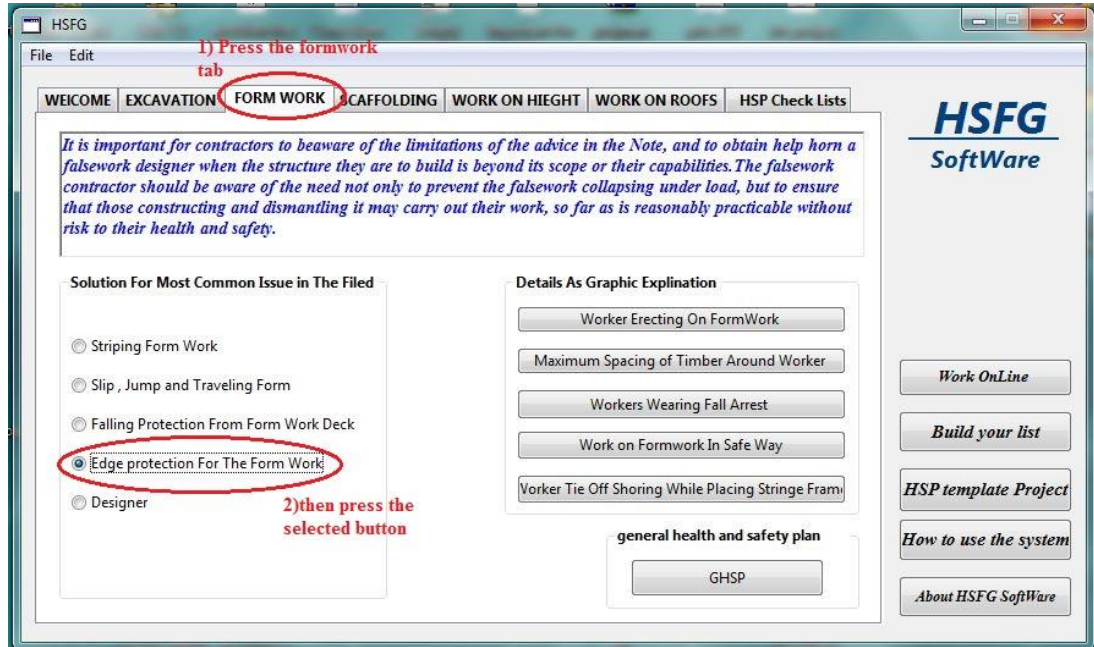 HSFG
File Edit
1) Press the formwork
tab
WEICOME EXCAVATION FORM WORK SCAFFOLDING WORK ON HIEGHT WORK ON ROOFS HSP Check Lists
It is important for contractors to beaware of the limitations of the advice in the Note, and to obtain help horn a
falsework designer when the structure they are to build is beyond its scope or their capabilities.The falsework
contractor should be aware of the need not only to prevent the falsework collapsing under load, but to ensure
that those constructing and dismantling it may carry out their work, so far as is reasonably practicable without
risk to their health and safety.
HSFG
SoftWare
Solution For Most Common Issue in The Filed
Striping Form Work
Slip , Jump and Traveling Form
Falling Protection From Form Work Deck
Edge protection For The Form Work
Designer
2)then press the
selected button
Details As Graphic Explination
Worker Erecting On FormWork
Maximum Spacing of Timber Around Worker
Workers Wearing Fall Arrest
Work on Formwork In Safe Way
Vorker Tie Off Shoring While Placing Stringe Fram
general health and safety plan
GHSP
Work OnLine
Build your list
HSP template Project
How to use the system
About HSFG SoftWare